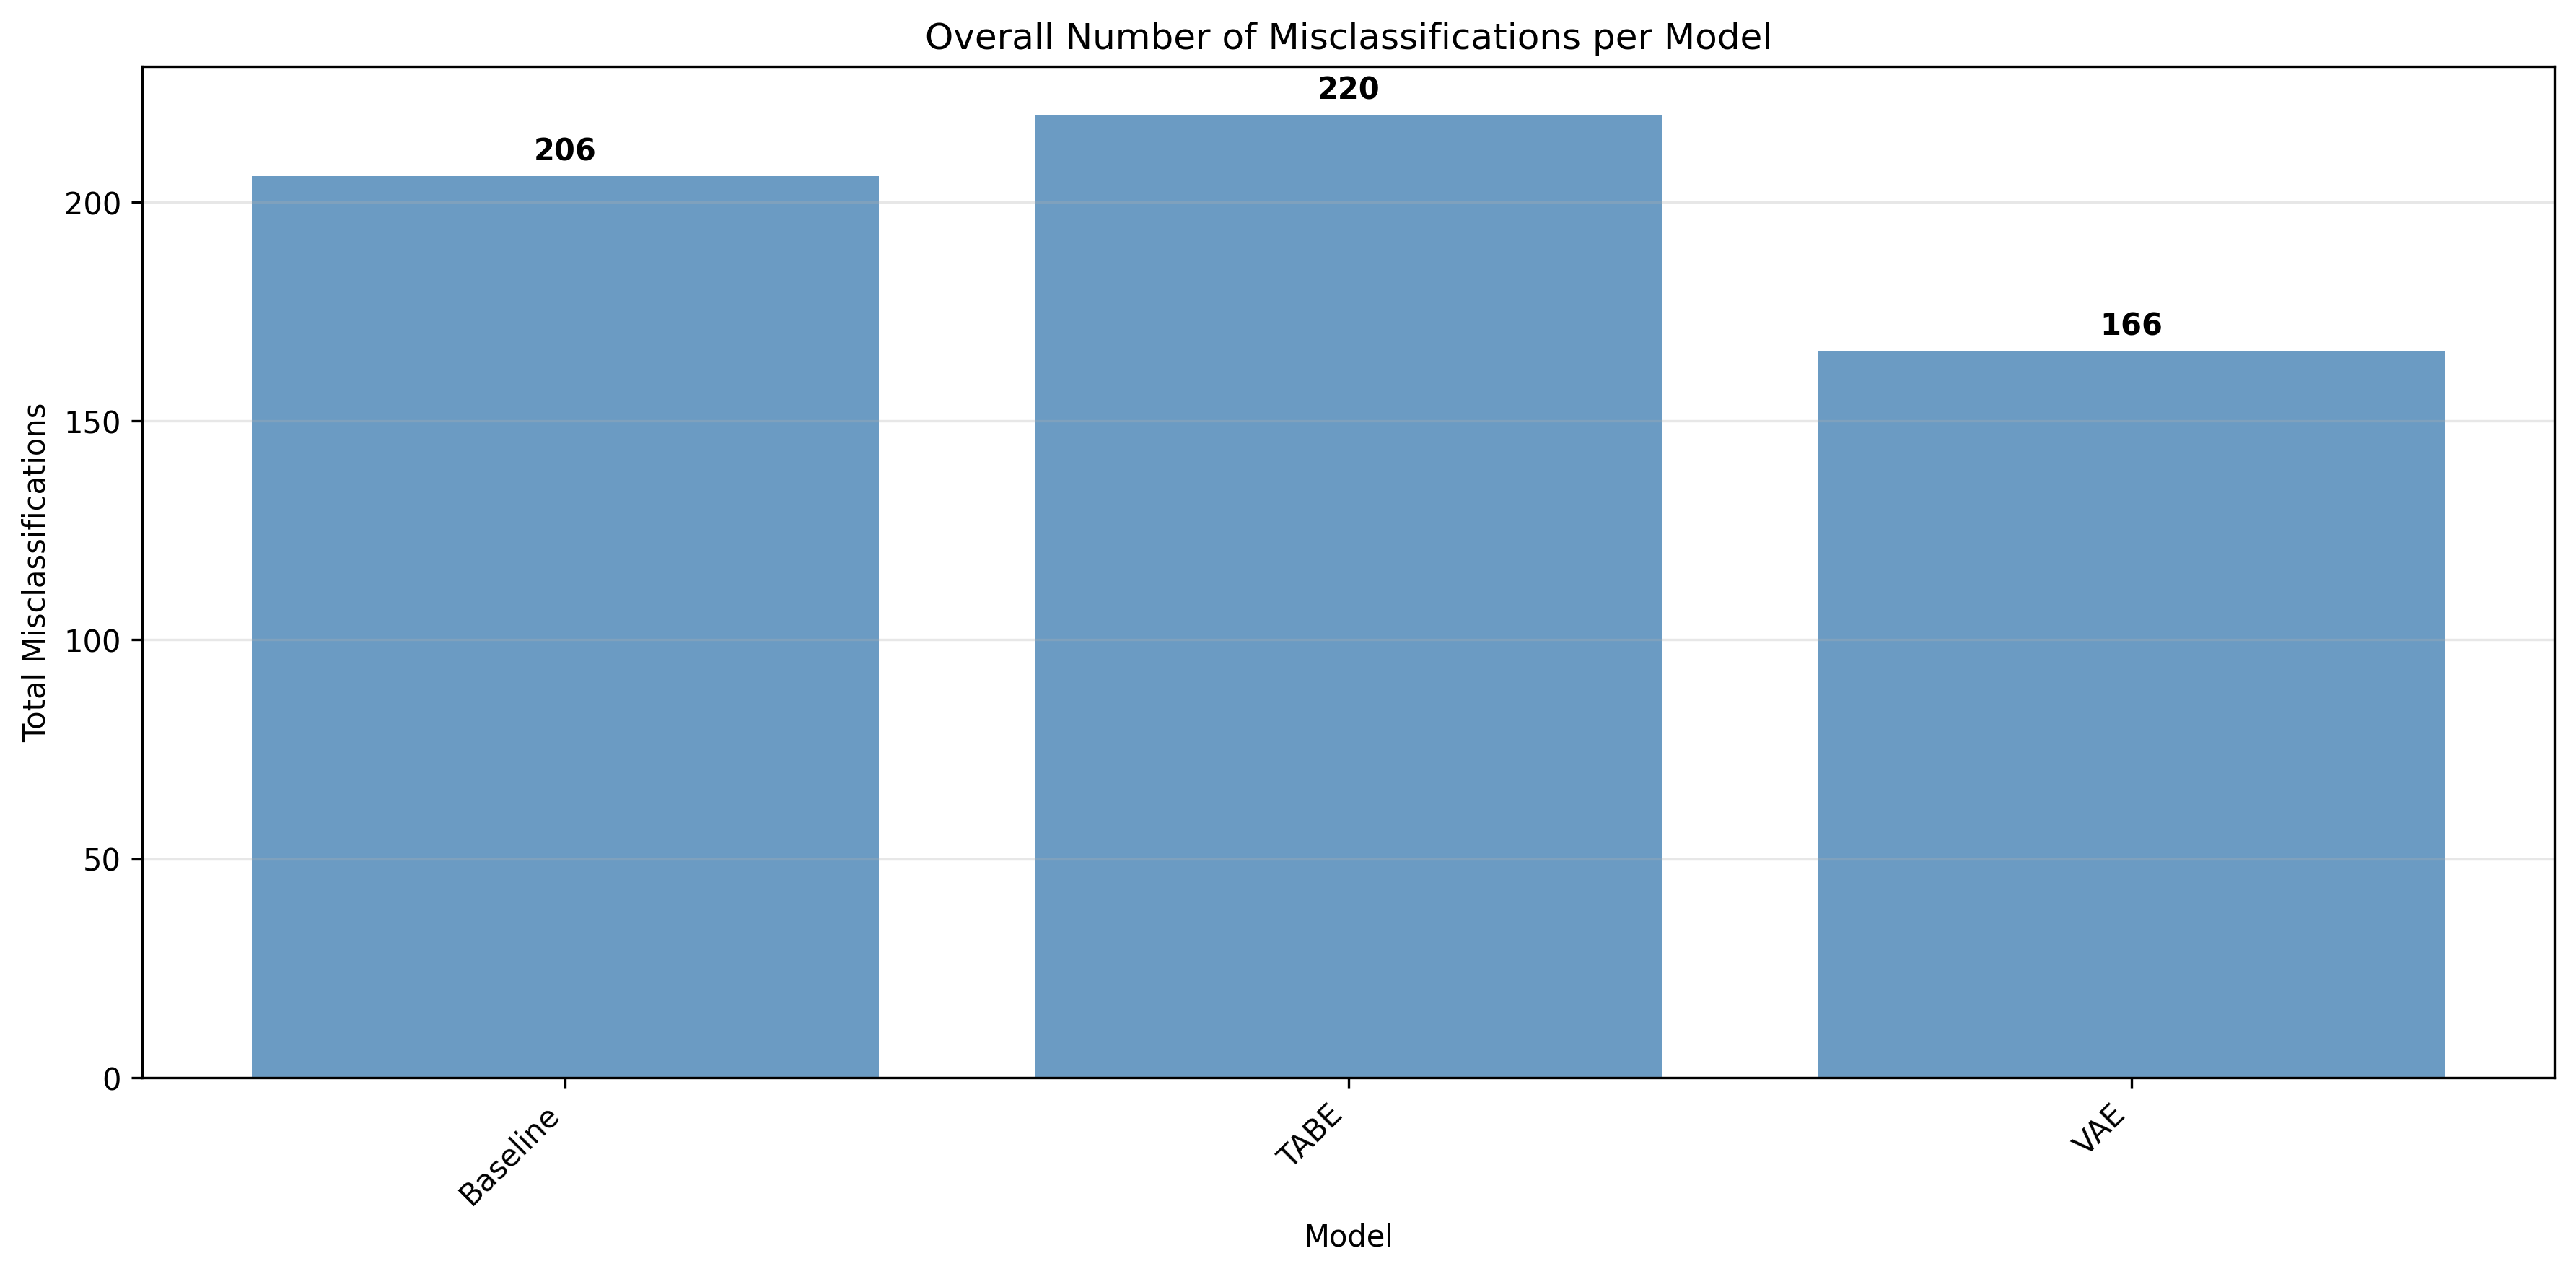 Overall Number of Misclassifications per Model
Total Misclassifications
200
150
100
50
0
206
220
166
Baseline
TABE
VAE
Model